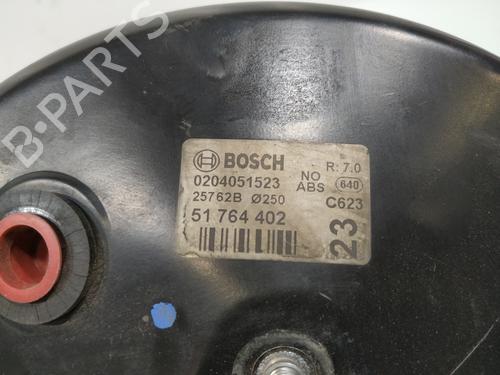 BOSCH
R: 7.0
0204051523
NO
ABS
640
25762B Ø250
C623
51 764 402
23
B-PARTS